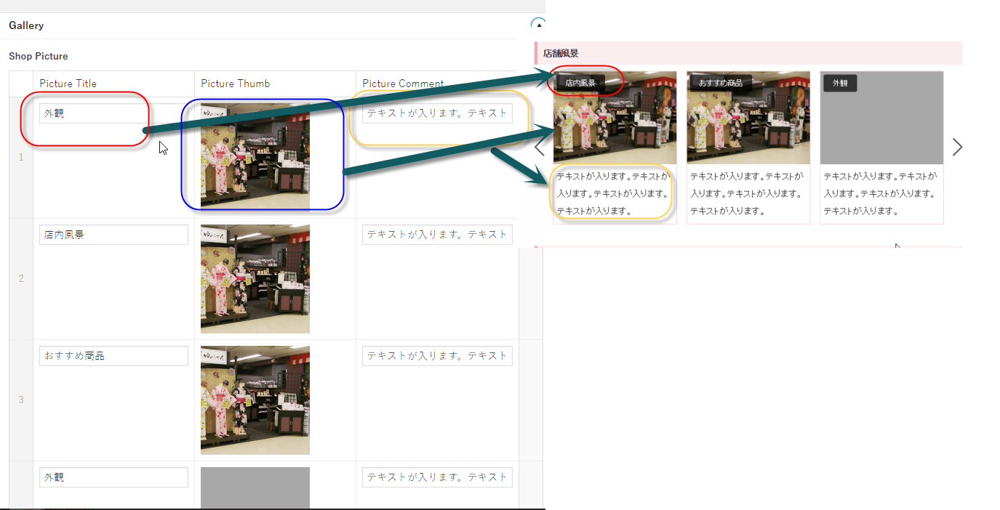 Gallery
Shop Picture
Picture Title
Picture Thumb
Picture Comment
1
外観
テキストが入ります。テキスト
2
店内風景
テキストが入ります。テキスト
3
おすすめ商品
テキストが入ります。テキスト
外観
テキストが入ります。テキスト
店舗風景
店内風景
テキストが入ります。テキストが
入ります。テキストが入ります。
テキストが入ります。
おすすめ商品
テキストが入ります。テキストが
入ります。テキストが入ります。
テキストが入ります。
外観
テキストが入ります。テキストが
入ります。テキストが入ります。
テキストが入ります。